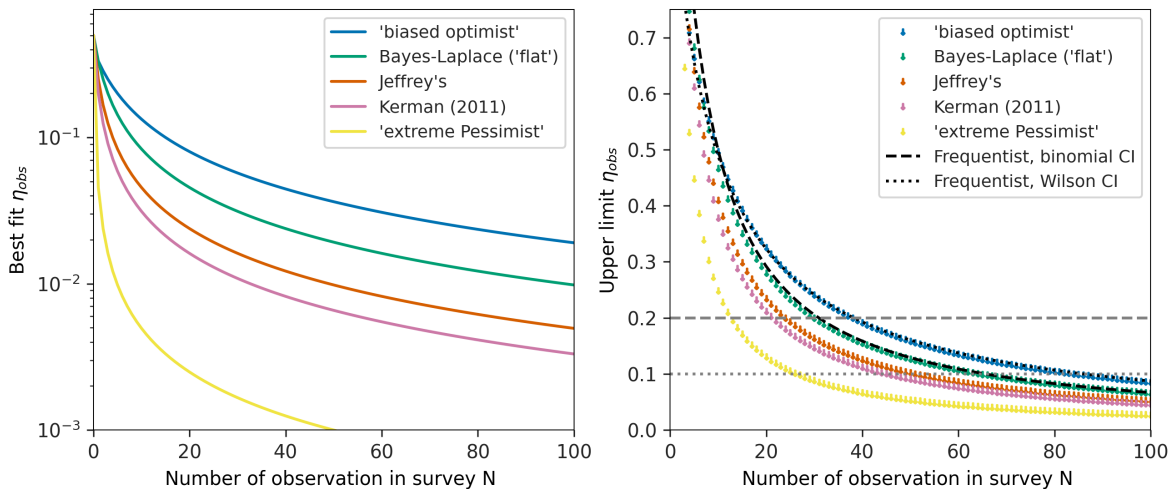 Best fit η_obs
10⁻¹
10⁻²
10⁻³
0 20 40 60 80 100
Number of observation in survey N
'biased optimist'
Bayes-Laplace ('flat')
Jeffrey's
Kerman (2011)
'extreme Pessimist'
Upper limit η_obs
0.7
0.6
0.5
0.4
0.3
0.2
0.1
0.0
0 20 40 60 80 100
Number of observation in survey N
'biased optimist'
Bayes-Laplace ('flat')
Jeffrey's
Kerman (2011)
'extreme Pessimist'
Frequentist, binomial CI
Frequentist, Wilson CI